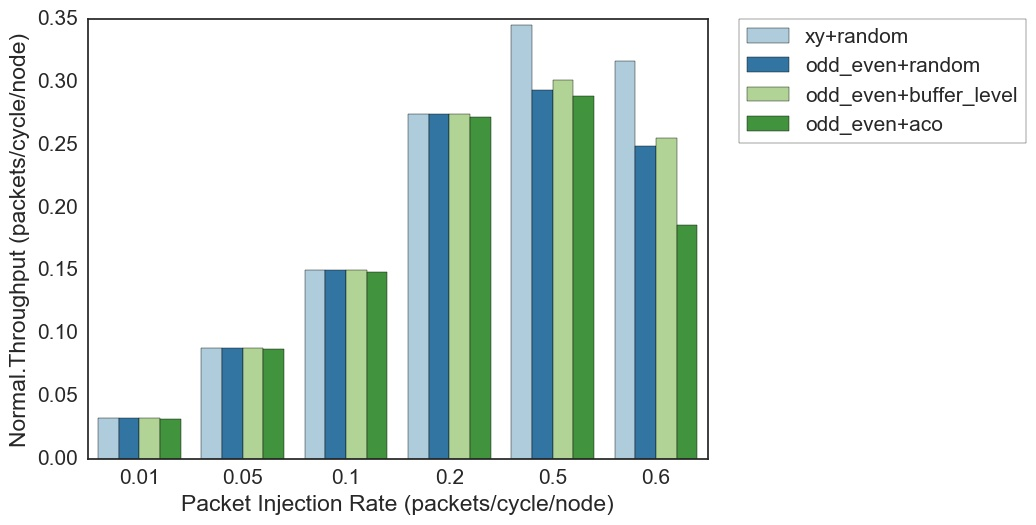 Normal.Throughput (packets/cycle/node)
0.35
0.30
0.25
0.20
0.15
0.10
0.05
0.00
0.01 0.05 0.1 0.2 0.5 0.6
Packet Injection Rate (packets/cycle/node)
xy+random
odd_even+random
odd_even+buffer_level
odd_even+aco